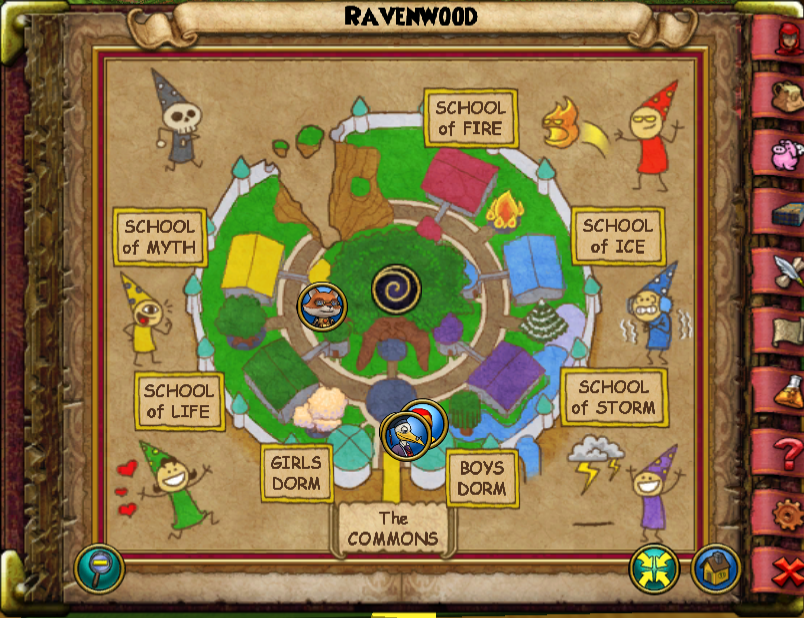 RAVENWOOD
SCHOOL
of FIRE
SCHOOL
of MYTH
SCHOOL
of ICE
SCHOOL
of LIFE
SCHOOL
of STORM
GIRLS
DORM
BOYS
DORM
The
COMMONS
?